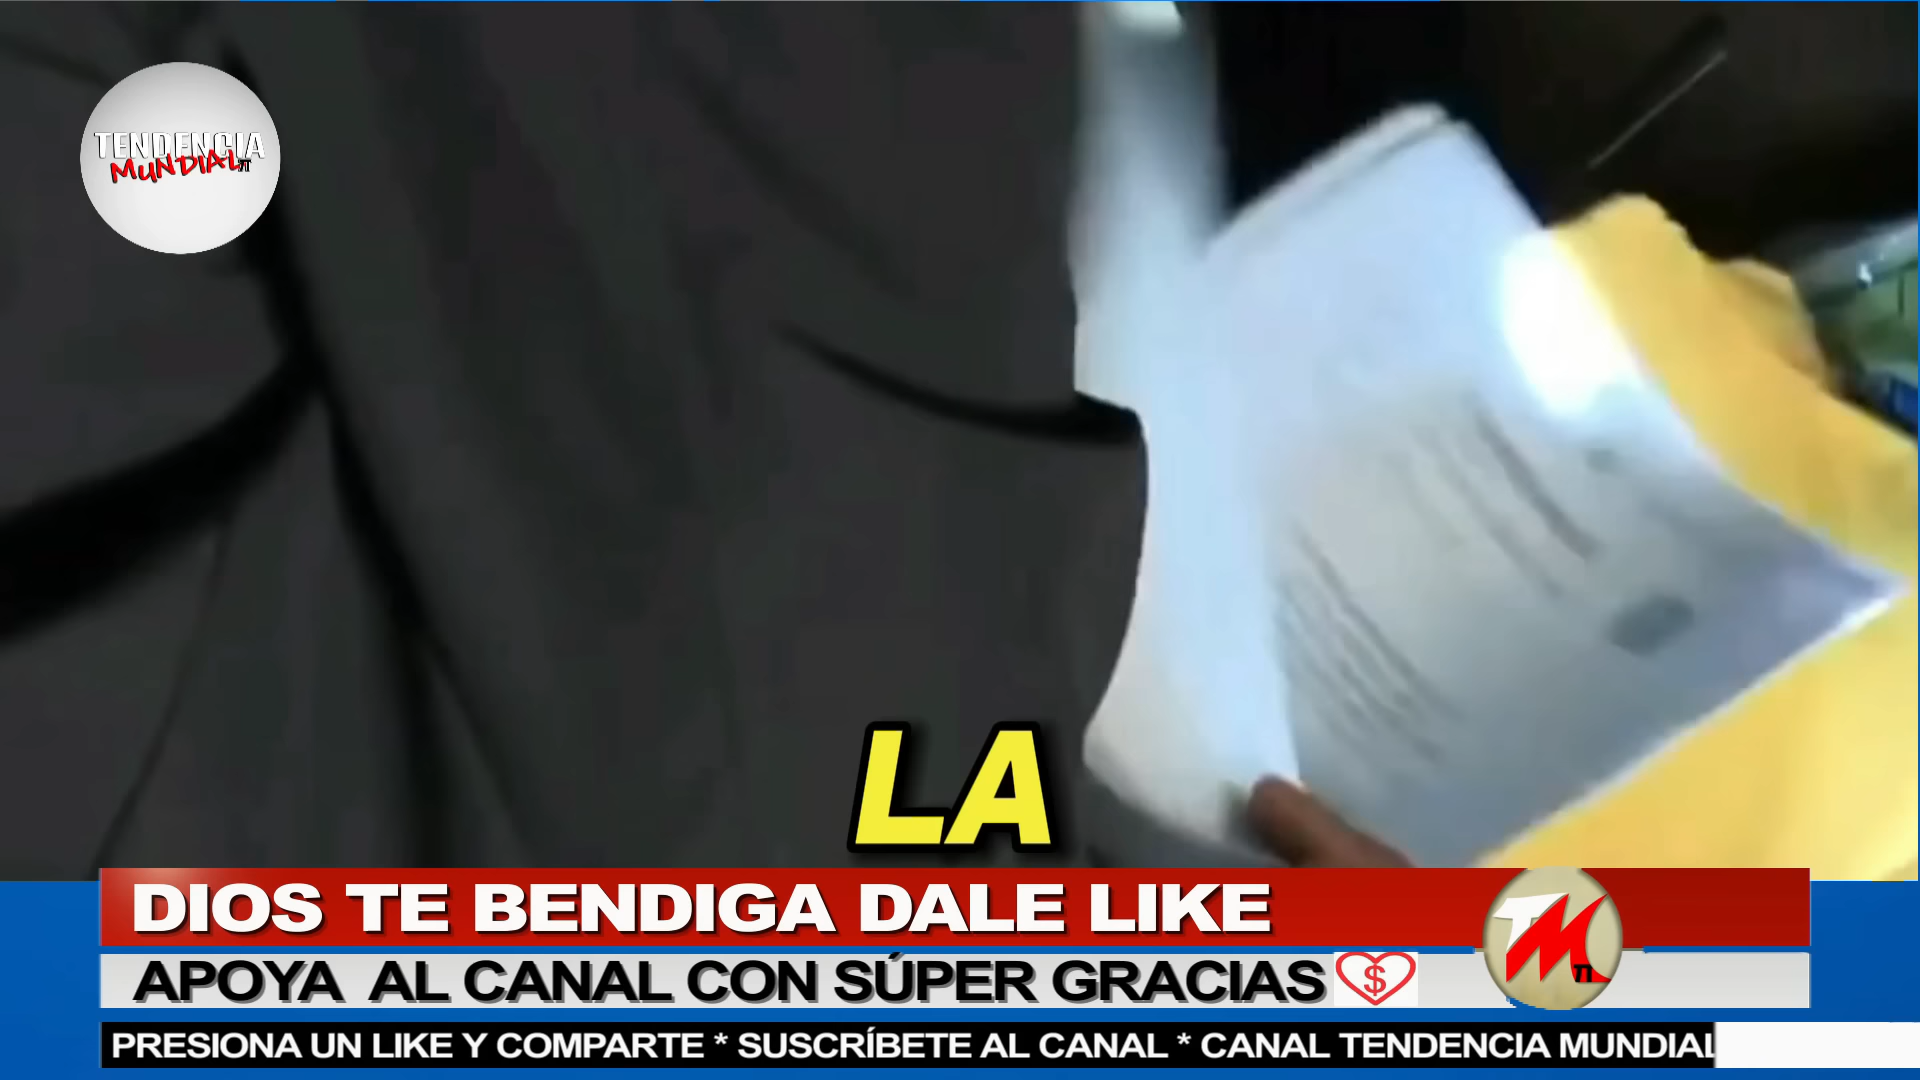 TENDENCIA
MUNDIAL
LA
DIOS TE BENDIGA DALE LIKE
APOYA AL CANAL CON SÚPER GRACIAS
$
TM
PRESIONA UN LIKE Y COMPARTE * SUSCRÍBETE AL CANAL * CANAL TENDENCIA MUNDIAL